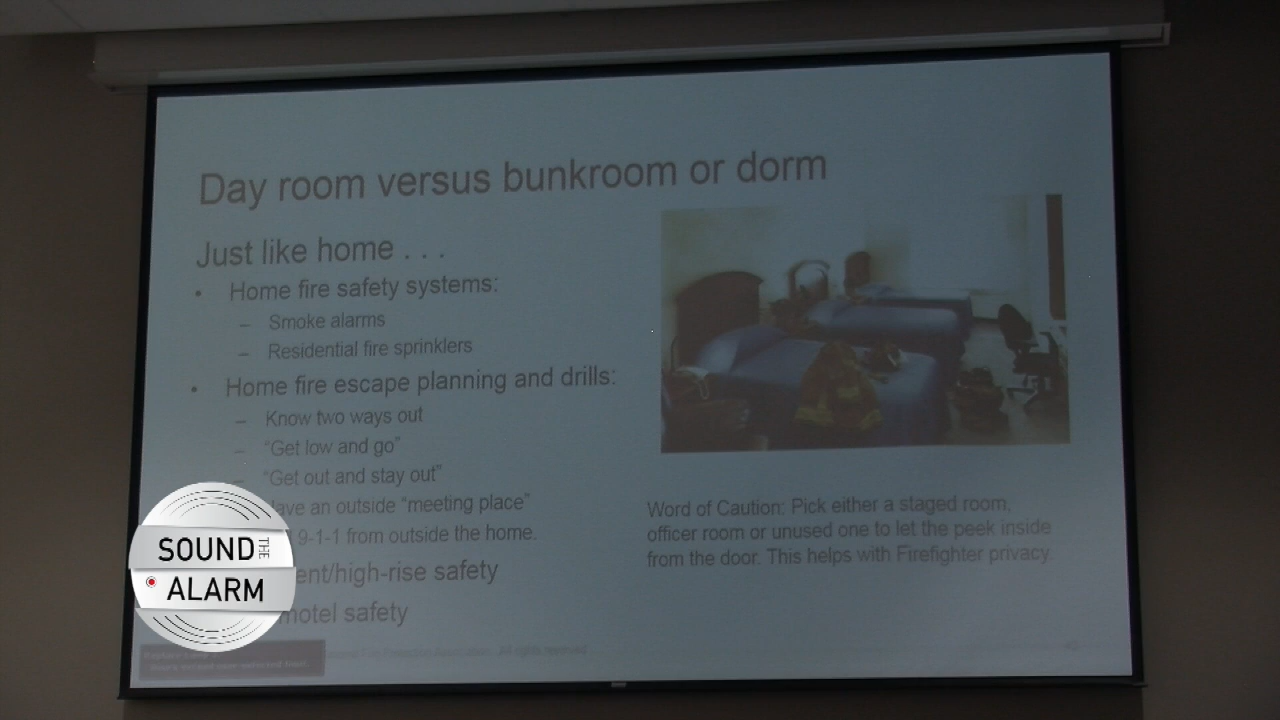 Day room versus bunkroom or dorm
Just like home . . .
• Home fire safety systems:
– Smoke alarms
– Residential fire sprinklers
• Home fire escape planning and drills:
– Know two ways out
– “Get low and go”
– “Get out and stay out”
ave an outside “meeting place”
9-1-1 from outside the home.
ent/high-rise safety
motel safety
Word of Caution: Pick either a staged room,
officer room or unused one to let the peek inside
from the door. This helps with Firefighter privacy.
SOUND THE
ALARM
All rights reserved